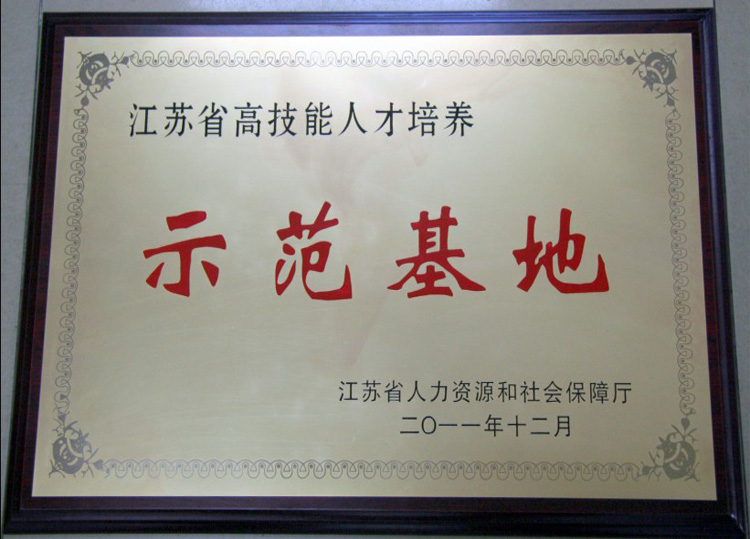 江苏省高技能人才培养
示范基地
江苏省人力资源和社会保障厅
二〇一一年十二月